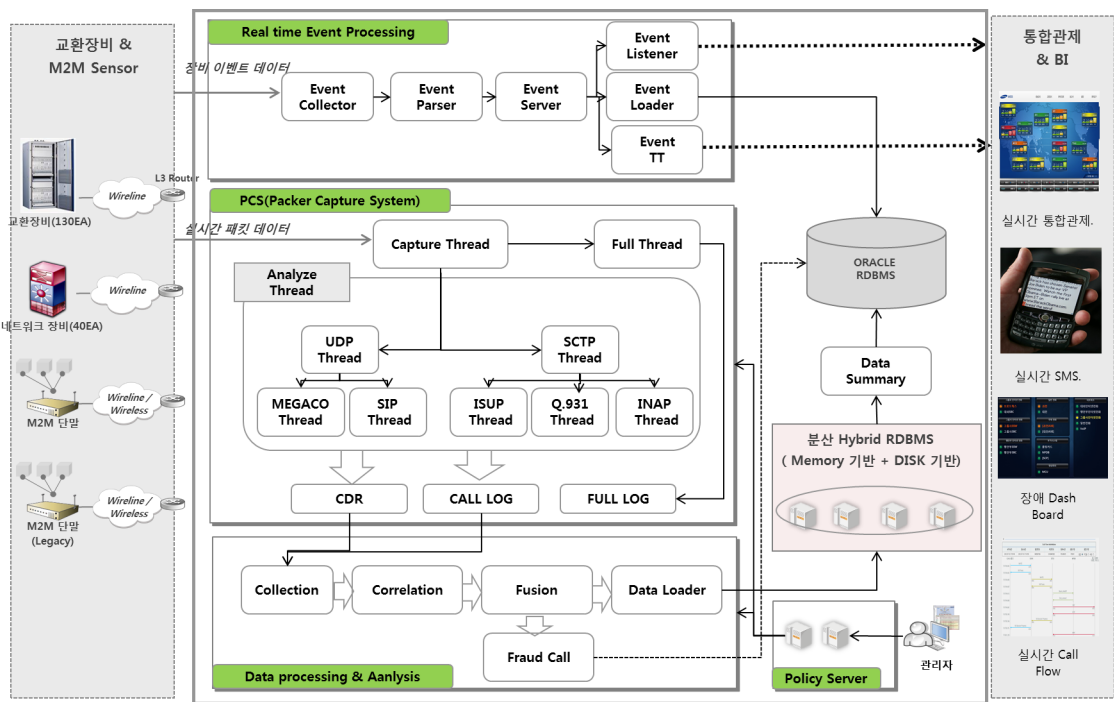 교환장비 &
M2M Sensor
교환장비(130EA)
Wireline
L3 Router
네트워크 장비(40EA)
Wireline
M2M 단말
Wireline /
Wireless
M2M 단말
(Legacy)
Wireline /
Wireless
장비 이벤트 데이터
실시간 패킷 데이터
Real time Event Processing
Event
Collector
Event
Parser
Event
Server
Event
Listener
Event
Loader
Event
TT
PCS(Packer Capture System)
Capture Thread
Full Thread
Analyze
Thread
UDP
Thread
SCTP
Thread
MEGACO
Thread
SIP
Thread
ISUP
Thread
Q.931
Thread
INAP
Thread
CDR
CALL LOG
FULL LOG
Collection
Correlation
Fusion
Data Loader
Fraud Call
Data processing & Aanlysis
ORACLE
RDBMS
Data
Summary
분산 Hybrid RDBMS
( Memory 기반 + DISK 기반)
Policy Server
관리자
통합관제
& BI
실시간 통합관제.
실시간 SMS.
장애 Dash
Board
실시간 Call
Flow